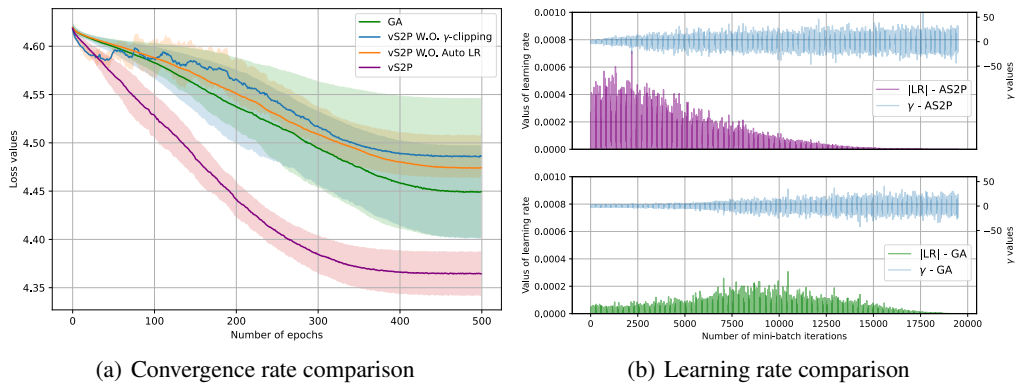 4.60
4.55
4.50
4.45
4.40
4.35
Loss values
GA
vS2P W.O. γ-clipping
vS2P W.O. Auto LR
vS2P
0
100
200
300
400
500
Number of epochs
(a) Convergence rate comparison
0.0010
0.0008
0.0006
0.0004
0.0002
0.0000
Valus of learning rate
|LR| - AS2P
γ - AS2P
50
0
−50
γ values
0.0010
0.0008
0.0006
0.0004
0.0002
0.0000
Value of learning rate
|LR| - GA
γ - GA
50
0
−50
γ values
0
2500
5000
7500
10000
12500
15000
17500
20000
Number of mini-batch iterations
(b) Learning rate comparison